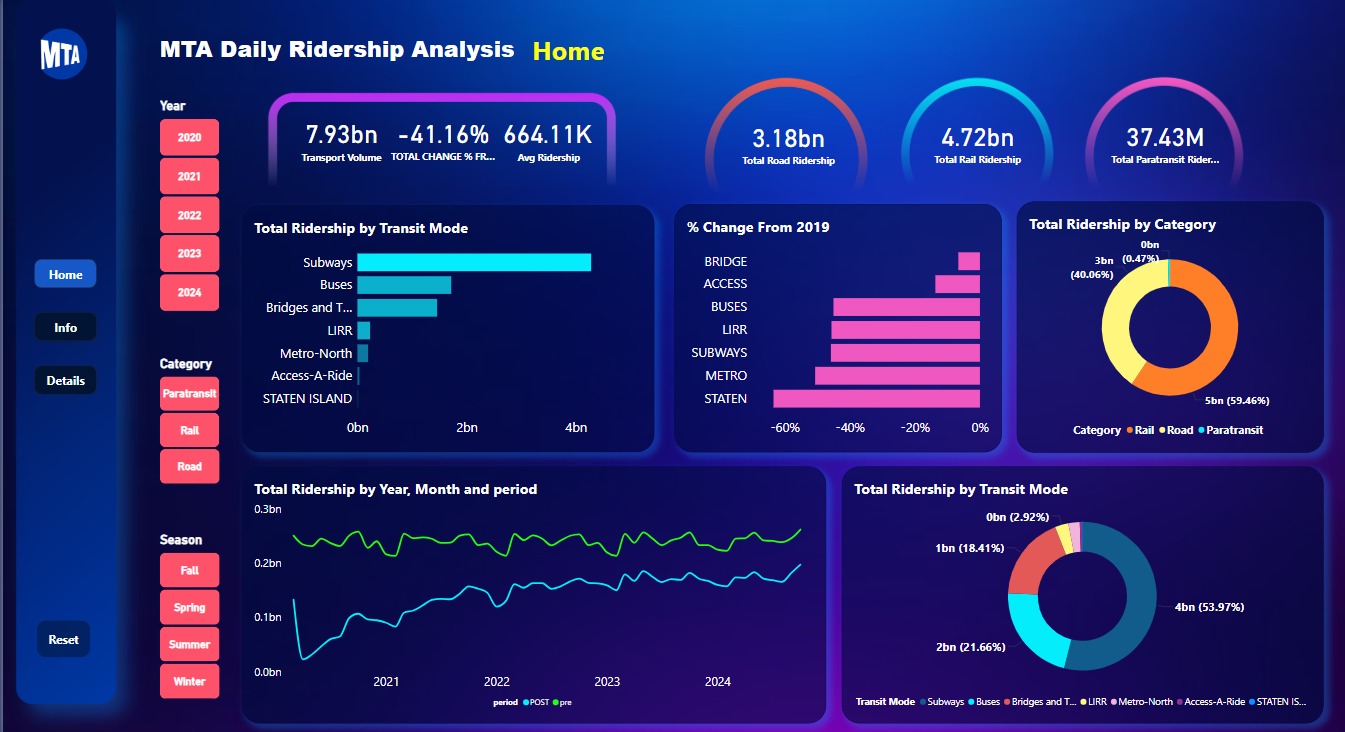 MTA
MTA Daily Ridership Analysis Home
Year
2020
2021
2022
2023
2024
Category
Paratransit
Rail
Road
Season
Fall
Spring
Summer
Winter
Home
Info
Details
Reset
7.93bn
Transport Volume
-41.16%
TOTAL CHANGE % FR...
664.11K
Avg Ridership
3.18bn
Total Road Ridership
4.72bn
Total Rail Ridership
37.43M
Total Paratransit Rider...
Total Ridership by Transit Mode
Subways
Buses
Bridges and T...
LIRR
Metro-North
Access-A-Ride
STATEN ISLAND
0bn 2bn 4bn
% Change From 2019
BRIDGE
ACCESS
BUSES
LIRR
SUBWAYS
METRO
STATEN
-60% -40% -20% 0%
Total Ridership by Category
0bn
(0.47%)
3bn
(40.06%)
5bn (59.46%)
Category Rail Road Paratransit
Total Ridership by Year, Month and period
0.3bn
0.2bn
0.1bn
0.0bn
2021 2022 2023 2024
period POST pre
Total Ridership by Transit Mode
0bn (2.92%)
1bn (18.41%)
4bn (53.97%)
2bn (21.66%)
Transit Mode Subways Buses Bridges and T... LIRR Metro-North Access-A-Ride STATEN IS...